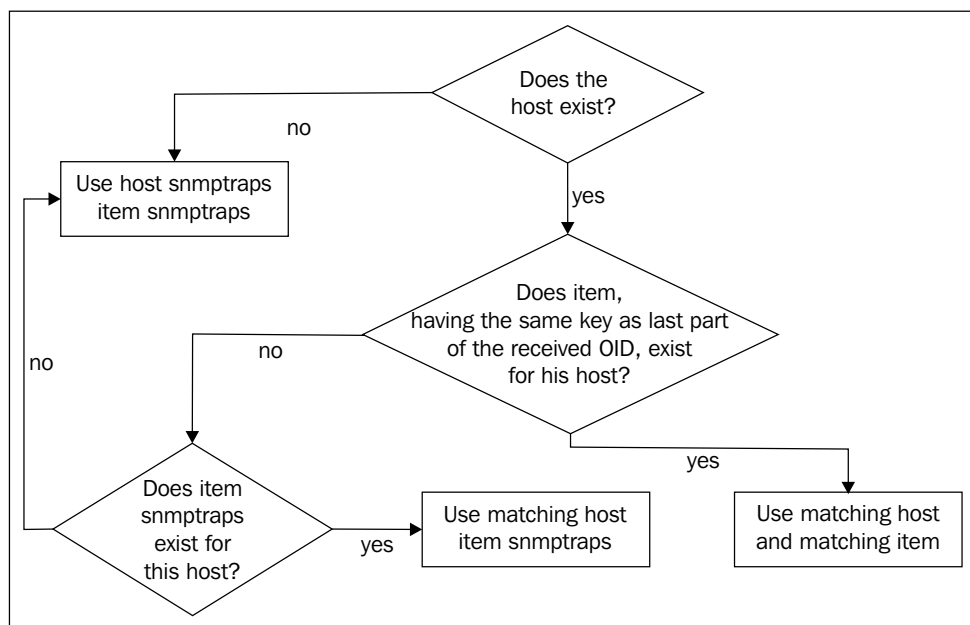 Does the
host exist?
no
Use host snmptraps
item snmptraps
yes
Does item,
having the same key as last part
of the received OID, exist
for his host?
no
no
yes
Does item
snmptraps
exist for
this host?
yes
Use matching host
item snmptraps
Use matching host
and matching item